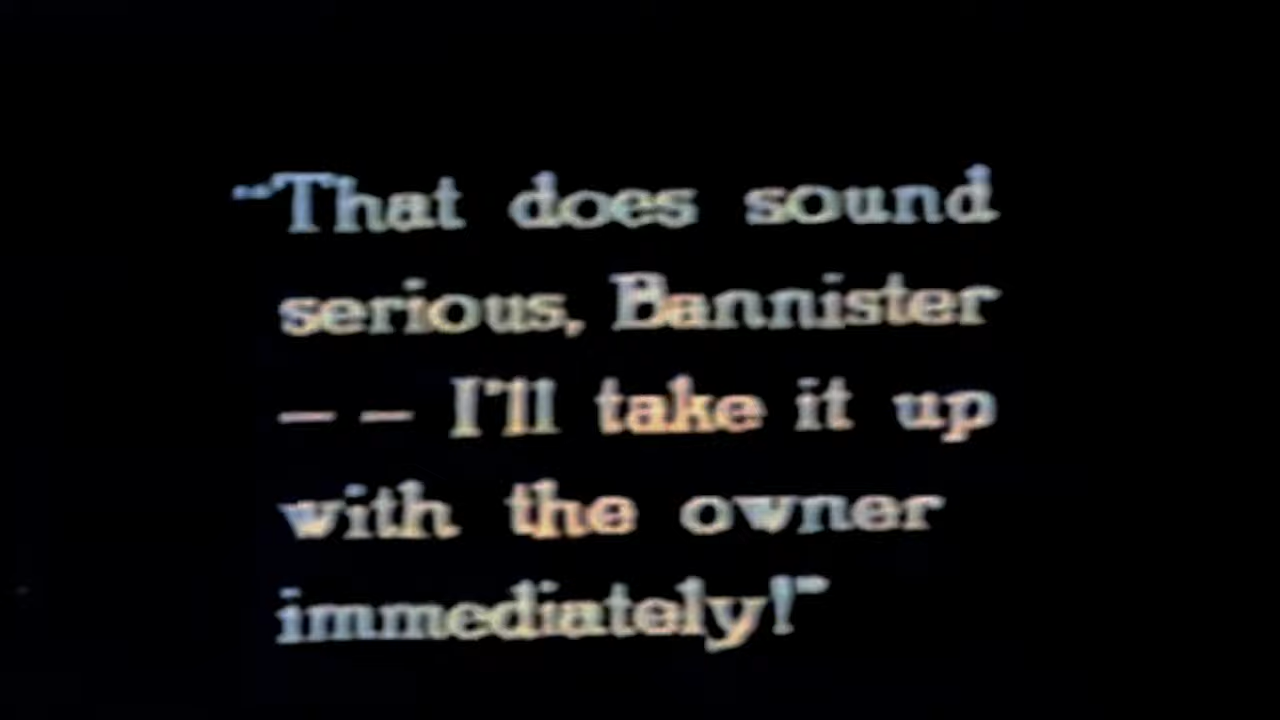 "That does sound
serious, Bannister
-- I'll take it up
with the owner
immediately!"